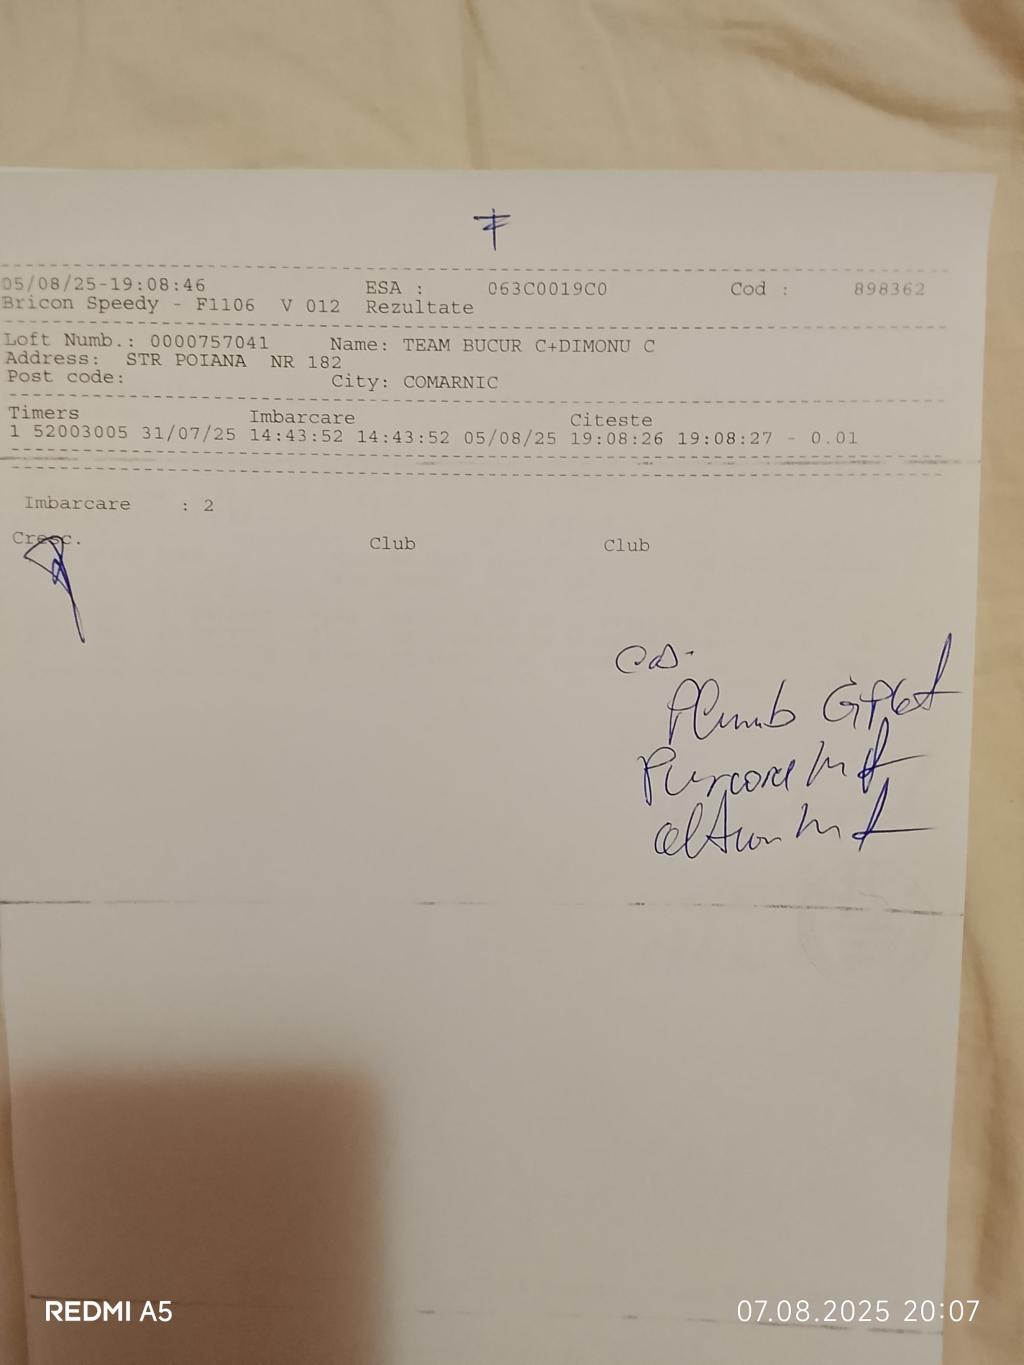 05/08/25-19:08:46 ESA : 063C0019C0 Cod : 898362
Bricon Speedy - F1106 V 012 Rezultate
Loft Numb.: 0000757041 Name: TEAM BUCUR C+DIMONU C
Address: STR POIANA NR 182
Post code: City: COMARNIC
Timers Imbarcare Citeste
1 52003005 31/07/25 14:43:52 14:43:52 05/08/25 19:08:26 19:08:27 - 0.01
Imbarcare : 2
Cresc. Club Club
Plumb
REDMI A5 07.08.2025 20:07